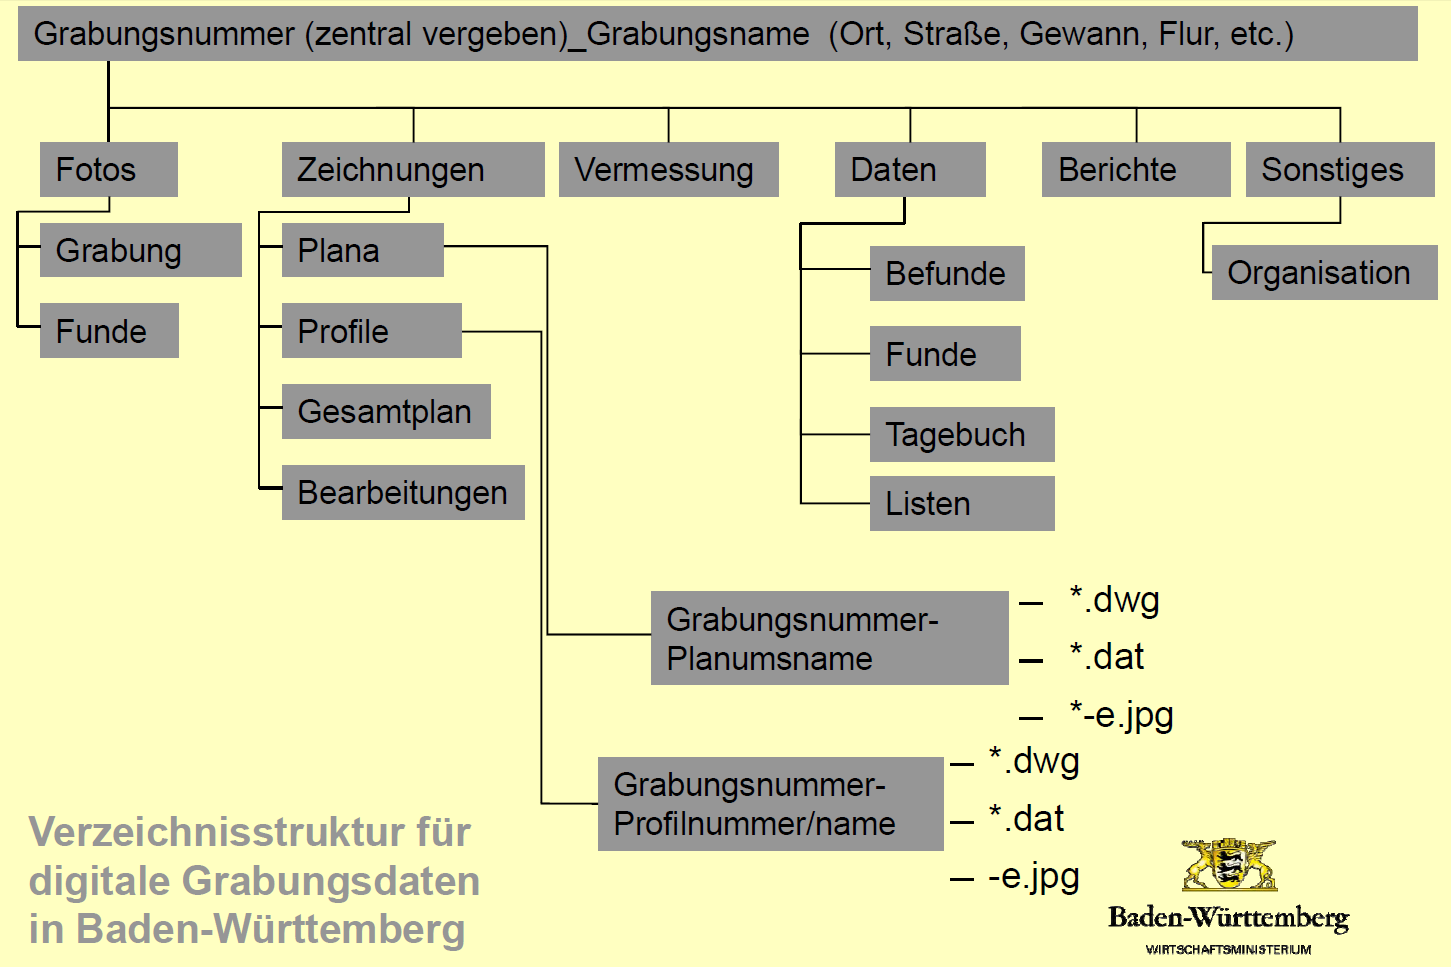 Grabungsnummer (zentral vergeben)_Grabungsname (Ort, Straße, Gewann, Flur, etc.)
Fotos
Zeichnungen
Vermessung
Daten
Berichte
Sonstiges
Grabung
Funde
Plana
Profile
Gesamtplan
Bearbeitungen
Befunde
Funde
Tagebuch
Listen
Organisation
Grabungsnummer-
Planumsname
– *.dwg
– *.dat
– *-e.jpg
Grabungsnummer-
Profilnummer/name
– *.dwg
– *.dat
– -e.jpg
Verzeichnisstruktur für
digitale Grabungsdaten
in Baden-Württemberg
Baden-Württemberg
WIRTSCHAFTSMINISTERIUM